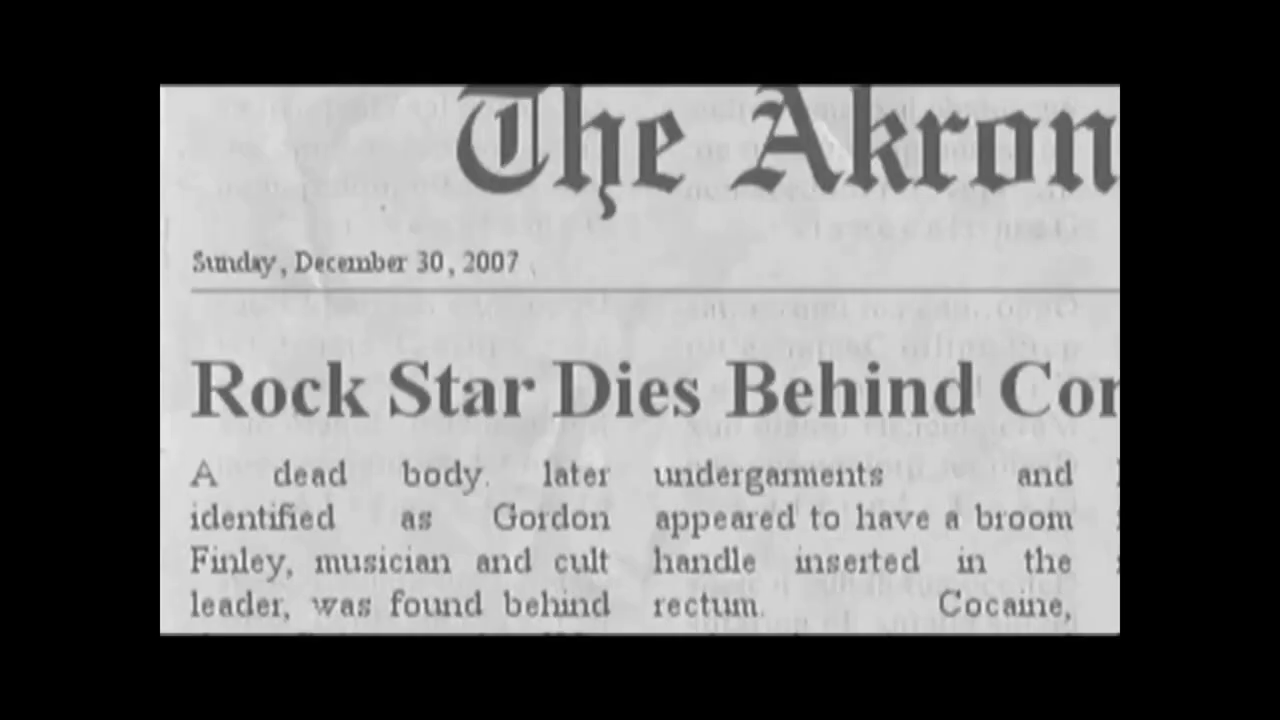 The Akron
Sunday, December 30, 2007
Rock Star Dies Behind Con
A dead body, later
identified as Gordon
Finley, musician and cult
leader, was found behind
undergarments and
appeared to have a broom
handle inserted in the
rectum. Cocaine,